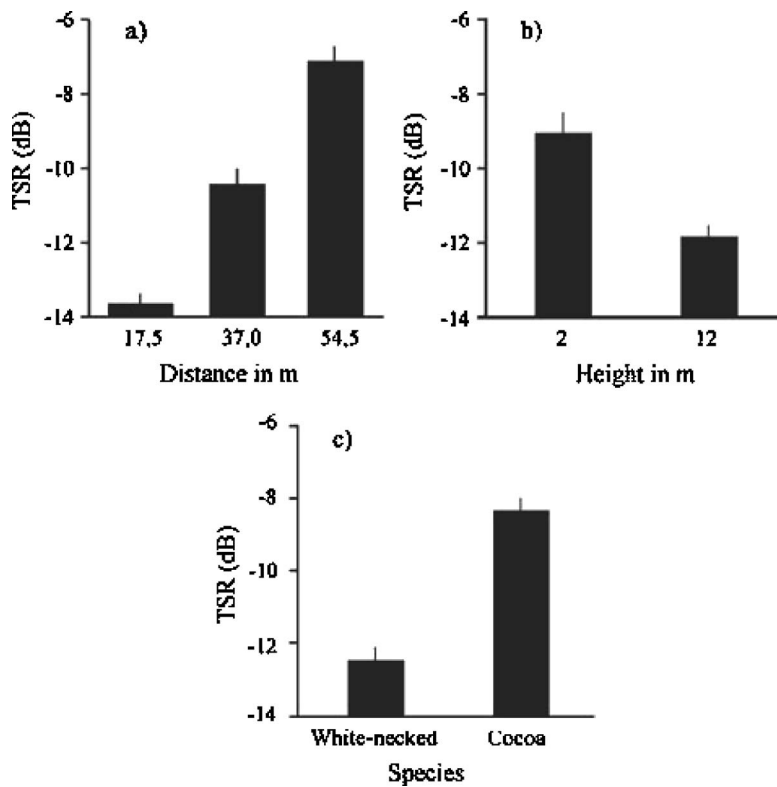 a)
TSR (dB)
-6
-8
-10
-12
-14
17,5 37,0 54,5
Distance in m
b)
TSR (dB)
-6
-8
-10
-12
-14
2 12
Height in m
c)
TSR (dB)
-6
-8
-10
-12
-14
White-necked Cocoa
Species